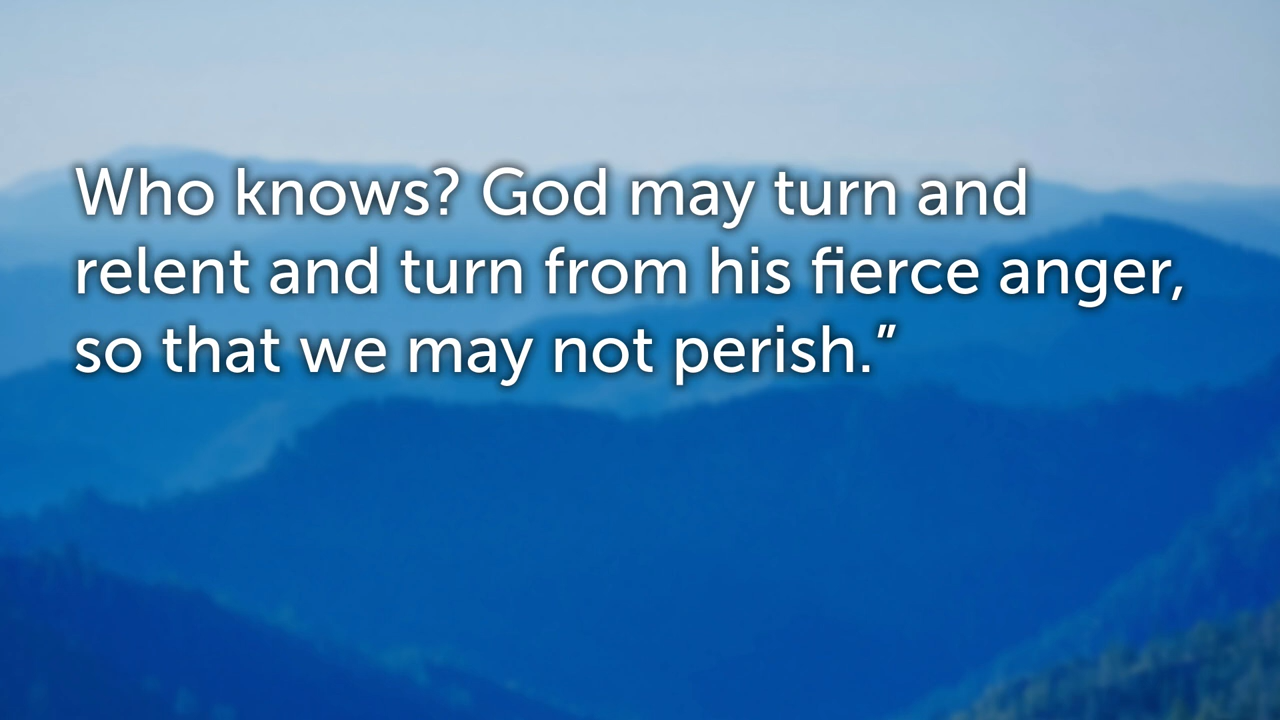 Who knows? God may turn and
relent and turn from his fierce anger,
so that we may not perish.”